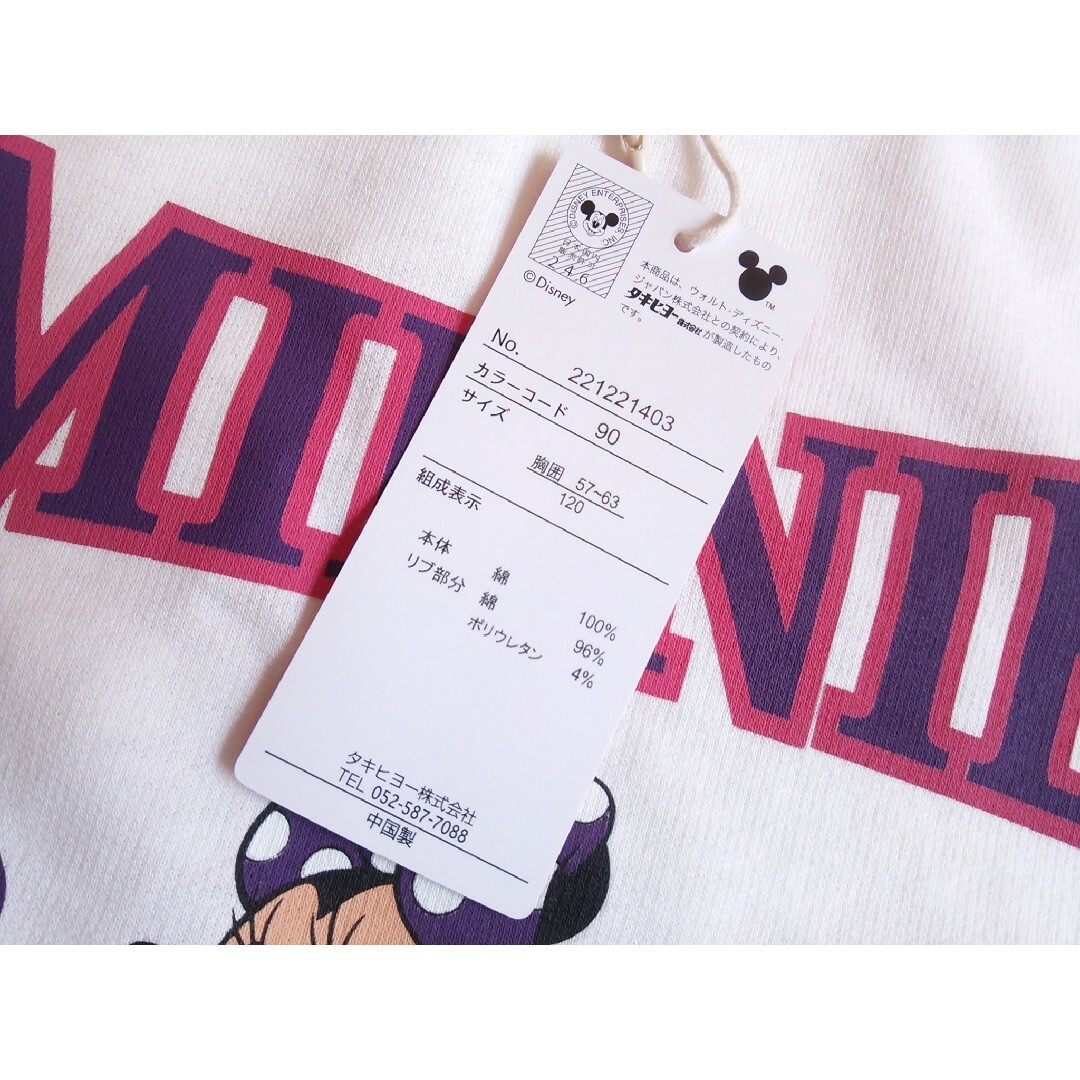 MINNIE
© DISNEY ENTERPRISES, INC.
日本国内
246
©Disney
TM
本商品は、ウォルト・ディズニー・
ジャパン株式会社との契約により、
タキヒヨー株式会社が製造したもの
です。
No. 221221403
カラーコード 90
サイズ
胸囲 57~63
120
組成表示
本体 綿 100%
リブ部分 綿 96%
ポリウレタン 4%
タキヒヨー株式会社
TEL 052-587-7088
中国製